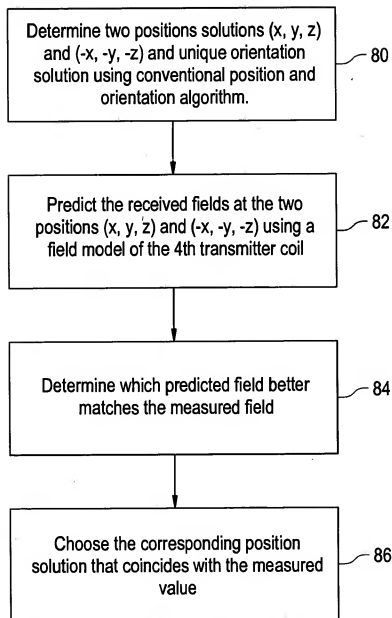 Determine two positions solutions (x, y, z)
and (-x, -y, -z) and unique orientation
solution using conventional position and
orientation algorithm.
80
Predict the received fields at the two
positions (x, y, z) and (-x, -y, -z) using a
field model of the 4th transmitter coil
82
Determine which predicted field better
matches the measured field
84
Choose the corresponding position
solution that coincides with the measured
value
86